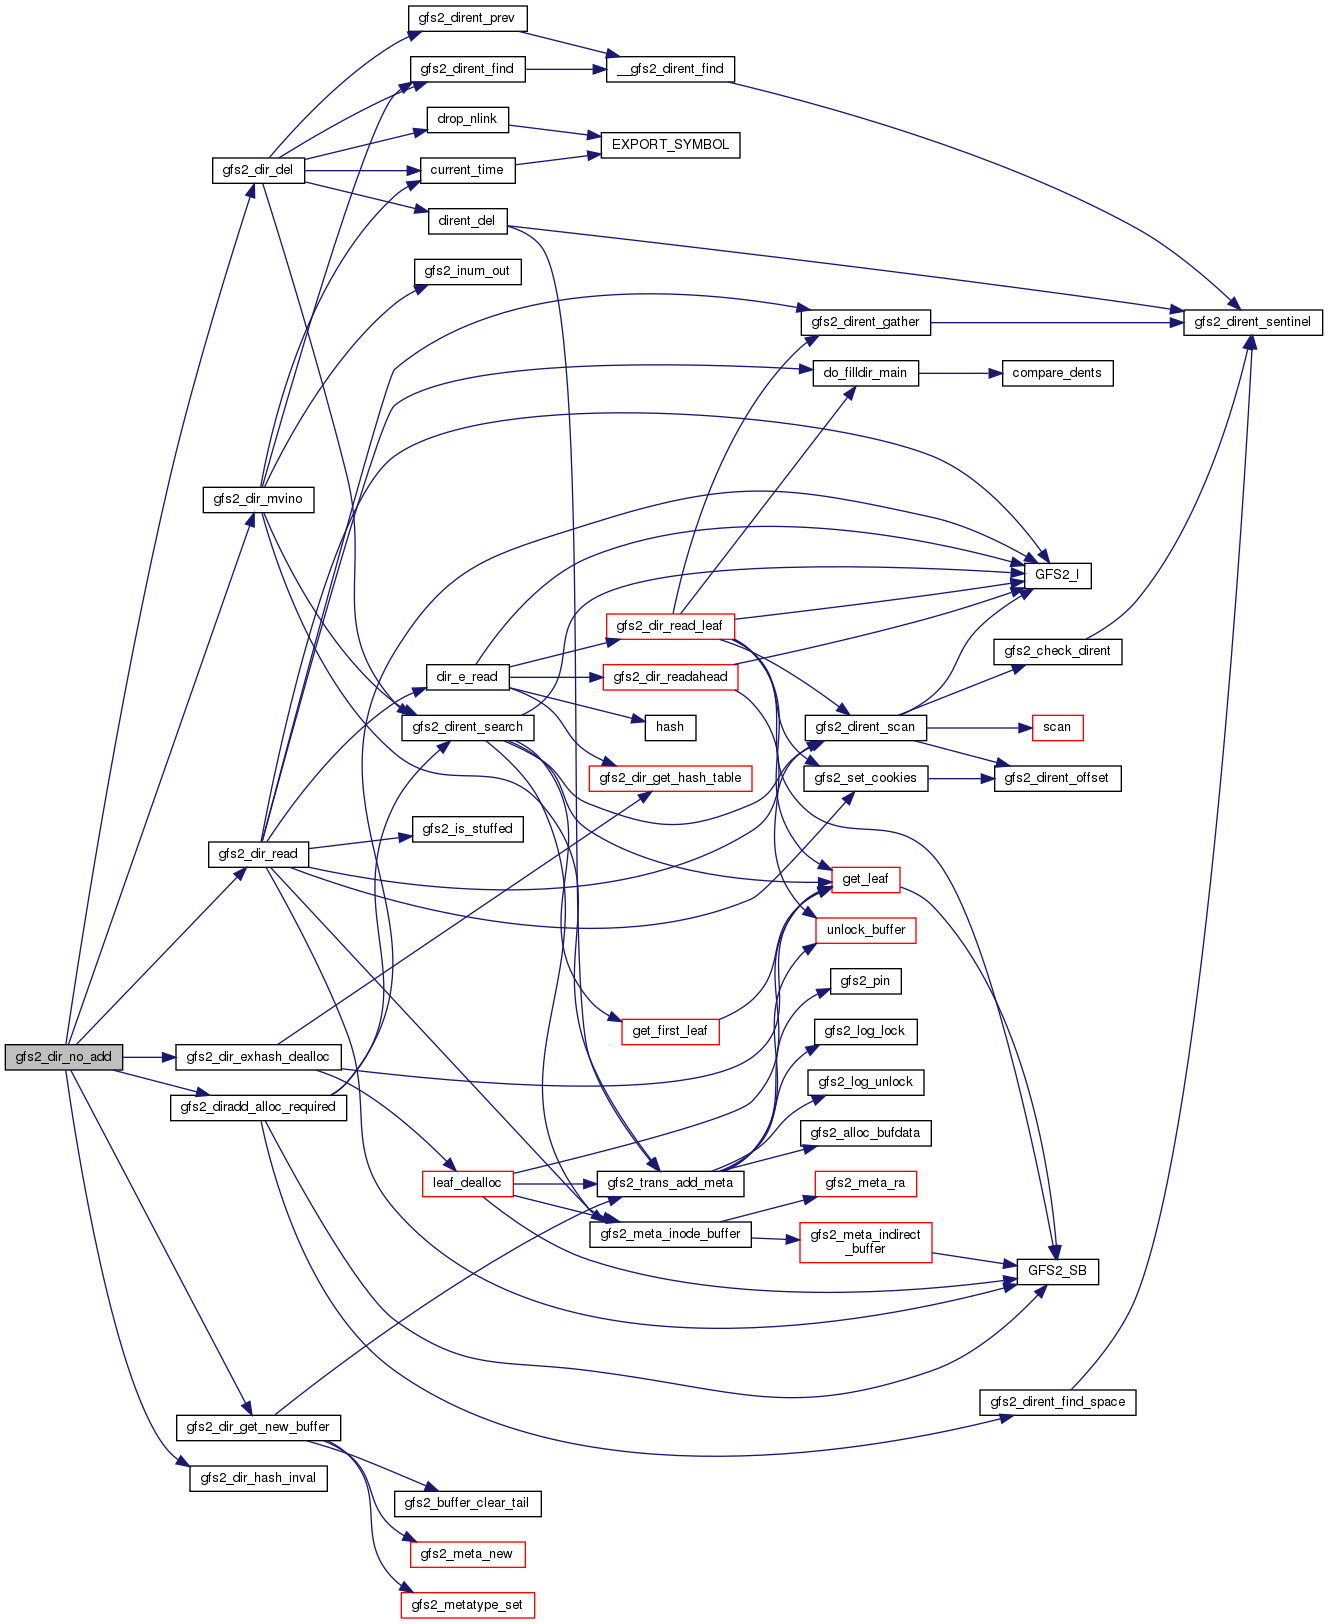 gfs2_dirent_prev
gfs2_dirent_find
__gfs2_dirent_find
drop_nlink
EXPORT_SYMBOL
gfs2_dir_del
current_time
dirent_del
gfs2_inum_out
gfs2_dirent_gather
gfs2_dirent_sentinel
do_filldir_main
compare_dents
gfs2_dir_mvino
GFS2_I
gfs2_dir_read_leaf
gfs2_check_dirent
dir_e_read
gfs2_dir_readahead
gfs2_dirent_search
hash
gfs2_dirent_scan
scan
gfs2_dir_get_hash_table
gfs2_set_cookies
gfs2_dirent_offset
gfs2_is_stuffed
gfs2_dir_read
get_leaf
unlock_buffer
gfs2_pin
get_first_leaf
gfs2_log_lock
gfs2_dir_no_add
gfs2_dir_exhash_dealloc
gfs2_log_unlock
gfs2_diradd_alloc_required
gfs2_alloc_bufdata
leaf_dealloc
gfs2_trans_add_meta
gfs2_meta_ra
gfs2_meta_inode_buffer
gfs2_meta_indirect
_buffer
GFS2_SB
gfs2_dirent_find_space
gfs2_dir_get_new_buffer
gfs2_dir_hash_inval
gfs2_buffer_clear_tail
gfs2_meta_new
gfs2_metatype_set